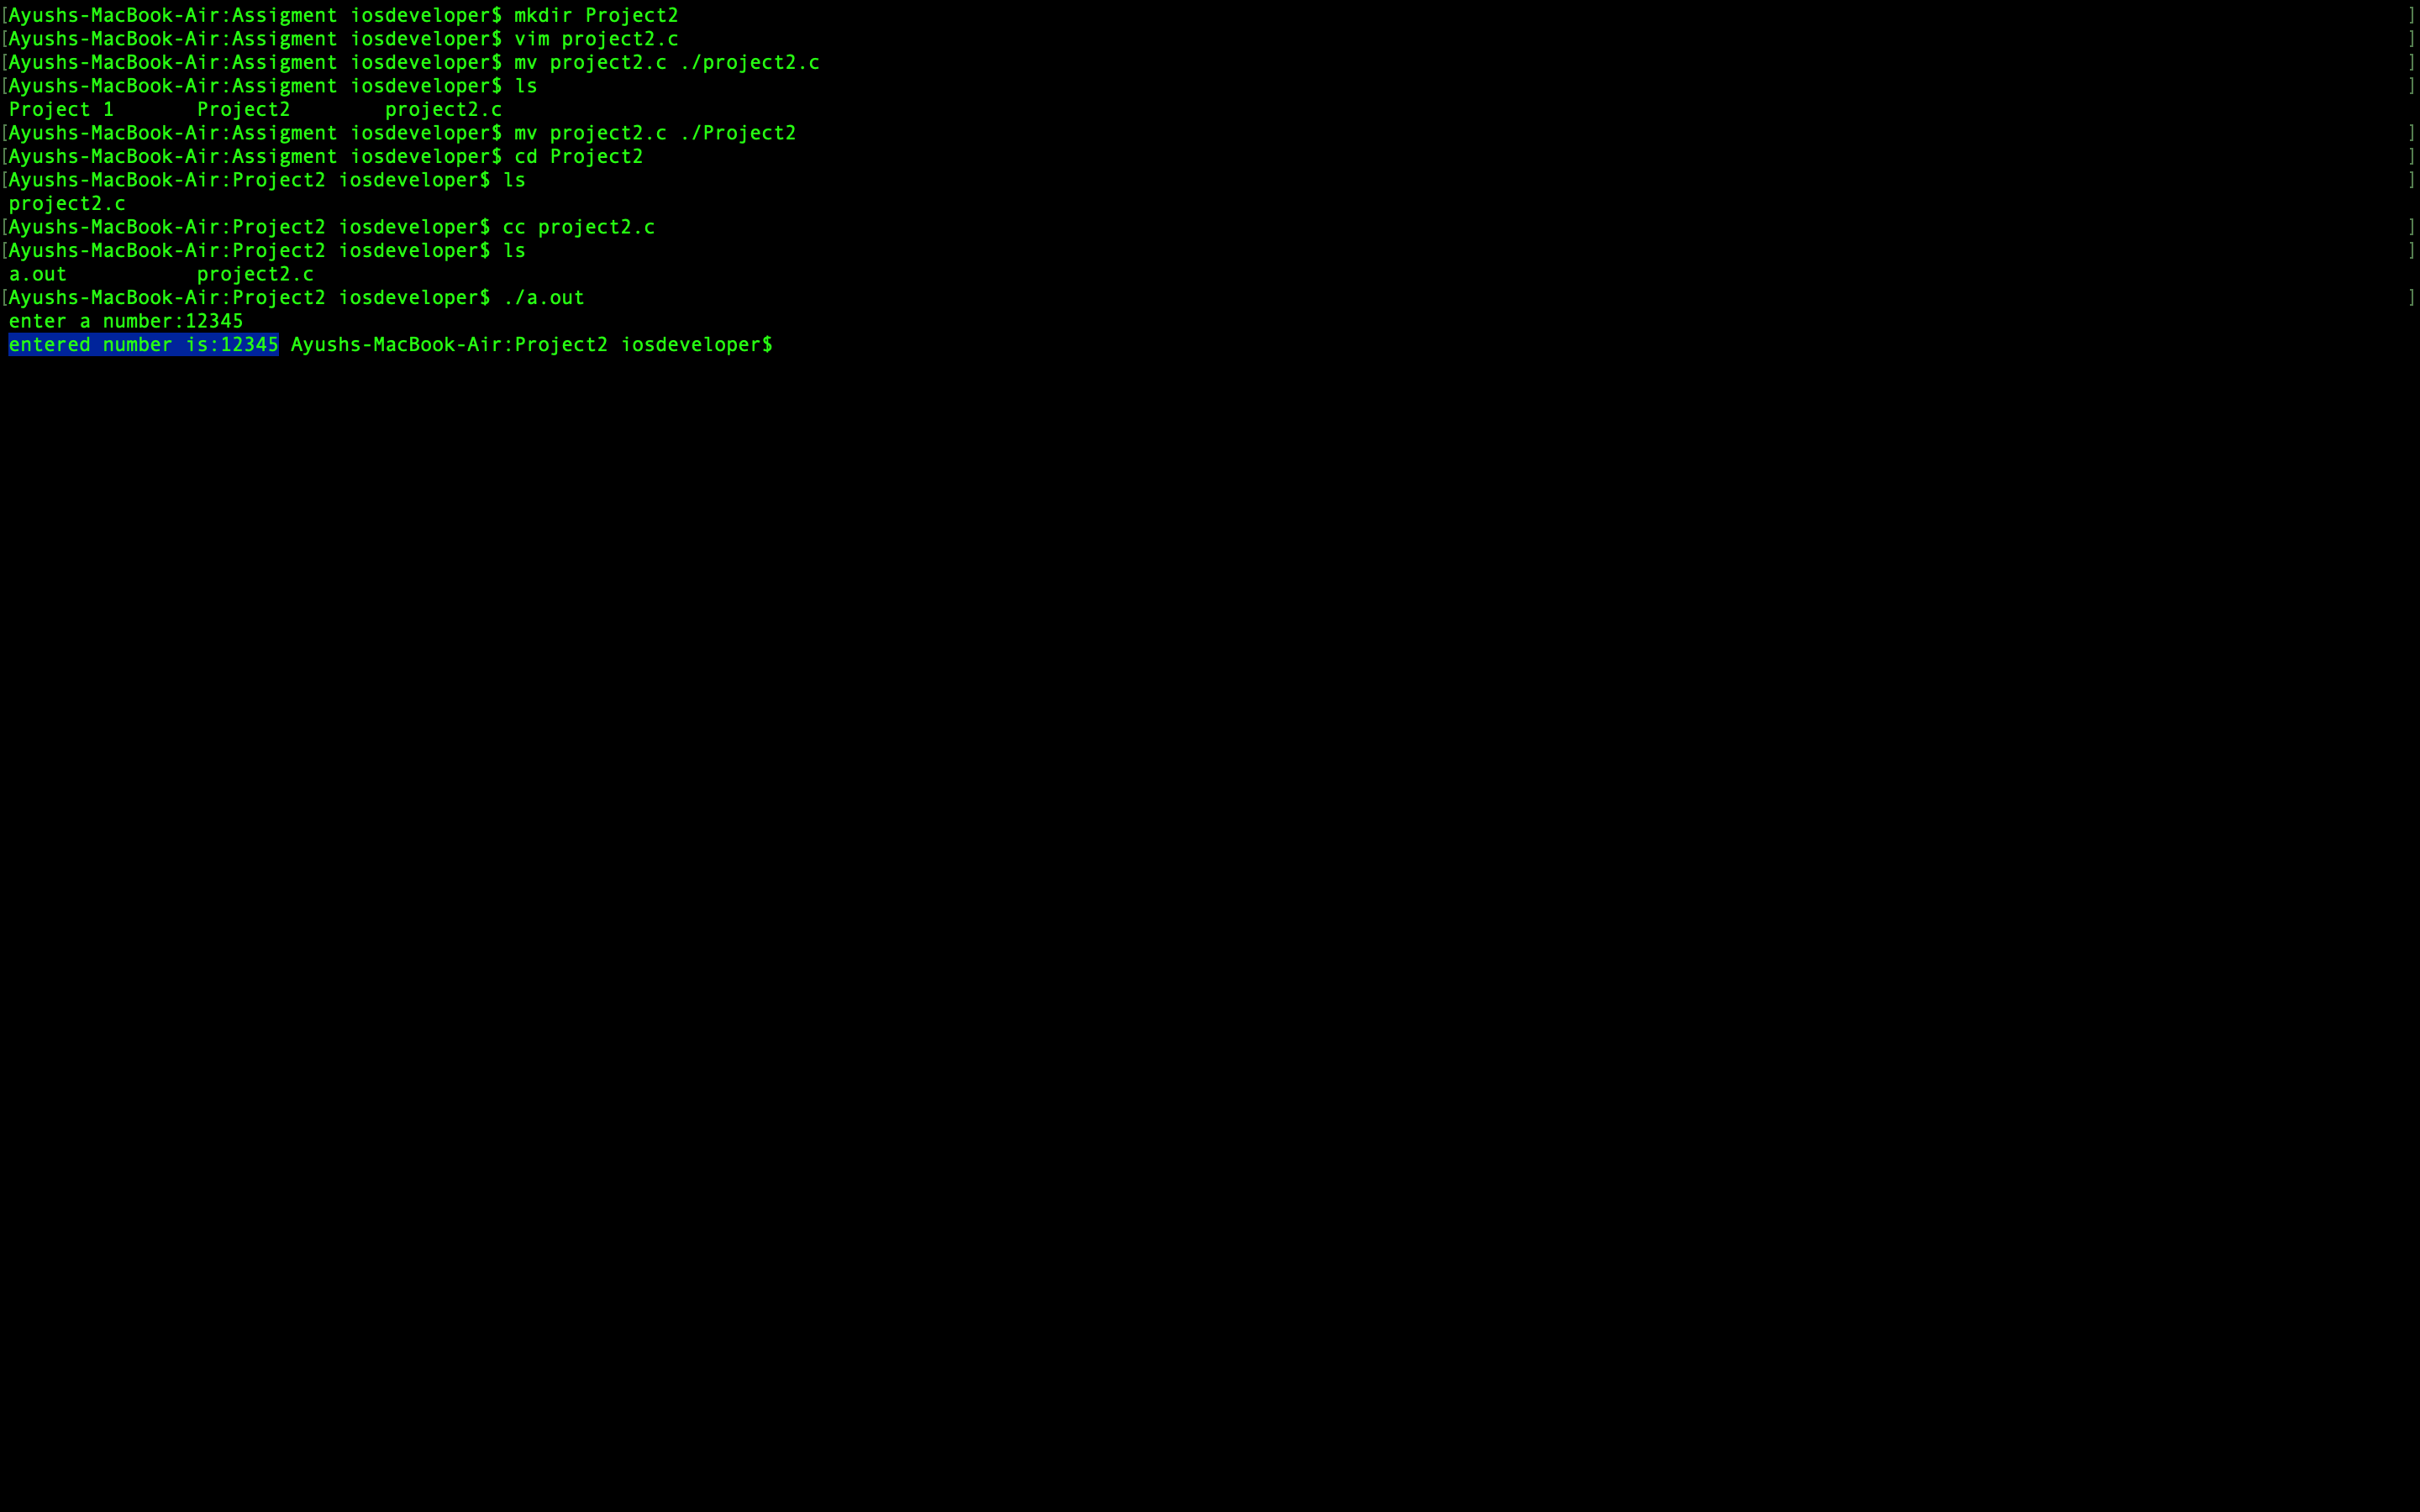 [Ayushs-MacBook-Air:Assigment iosdeveloper$ mkdir Project2 ]
[Ayushs-MacBook-Air:Assigment iosdeveloper$ vim project2.c ]
[Ayushs-MacBook-Air:Assigment iosdeveloper$ mv project2.c ./project2.c ]
[Ayushs-MacBook-Air:Assigment iosdeveloper$ ls ]
Project 1 Project2 project2.c
[Ayushs-MacBook-Air:Assigment iosdeveloper$ mv project2.c ./Project2 ]
[Ayushs-MacBook-Air:Assigment iosdeveloper$ cd Project2 ]
[Ayushs-MacBook-Air:Project2 iosdeveloper$ ls ]
project2.c
[Ayushs-MacBook-Air:Project2 iosdeveloper$ cc project2.c ]
[Ayushs-MacBook-Air:Project2 iosdeveloper$ ls ]
a.out project2.c
[Ayushs-MacBook-Air:Project2 iosdeveloper$ ./a.out ]
enter a number:12345
entered number is:12345 Ayushs-MacBook-Air:Project2 iosdeveloper$